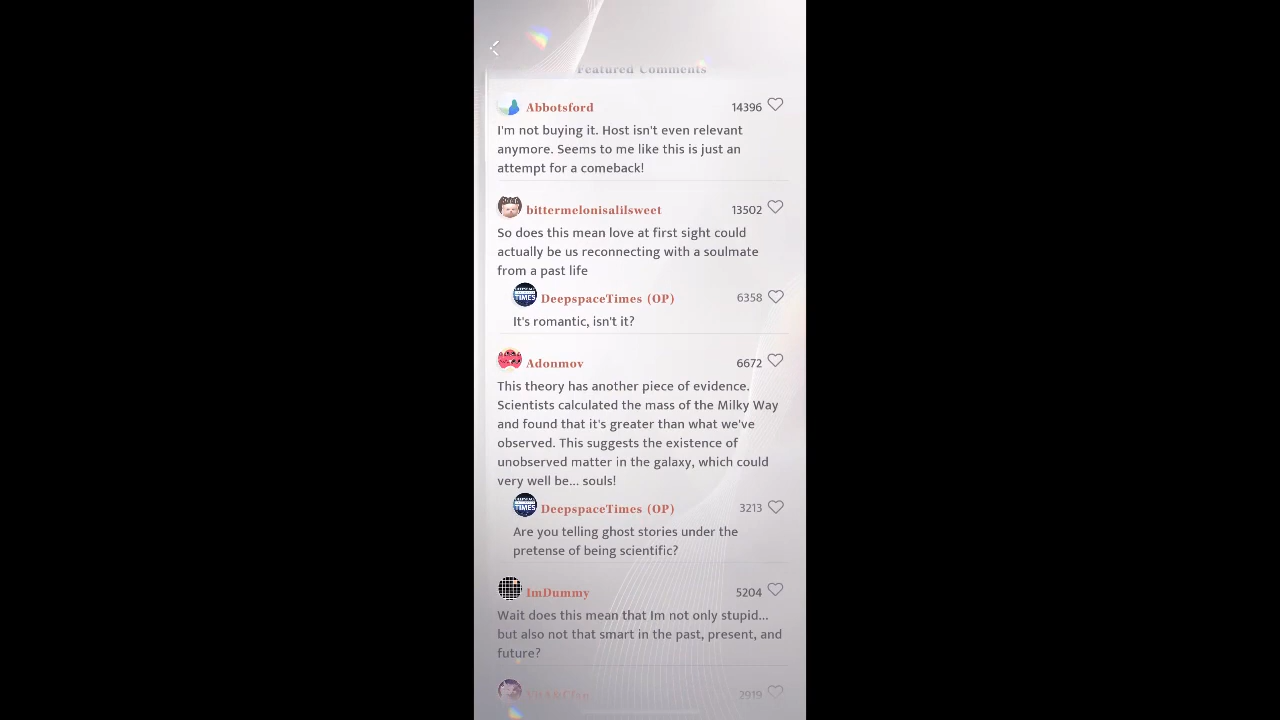 Featured Comments
Abbotsford 14396
I'm not buying it. Host isn't even relevant
anymore. Seems to me like this is just an
attempt for a comeback!
bittermelonisalilsweet 13502
So does this mean love at first sight could
actually be us reconnecting with a soulmate
from a past life
DEEPSPACE
TIMES
DeepspaceTimes (OP) 6358
It's romantic, isn't it?
Adonmov 6672
This theory has another piece of evidence.
Scientists calculated the mass of the Milky Way
and found that it's greater than what we've
observed. This suggests the existence of
unobserved matter in the galaxy, which could
very well be... souls!
DEEPSPACE
TIMES
DeepspaceTimes (OP) 3213
Are you telling ghost stories under the
pretense of being scientific?
ImDummy 5204
Wait does this mean that Im not only stupid...
but also not that smart in the past, present, and
future?
2919